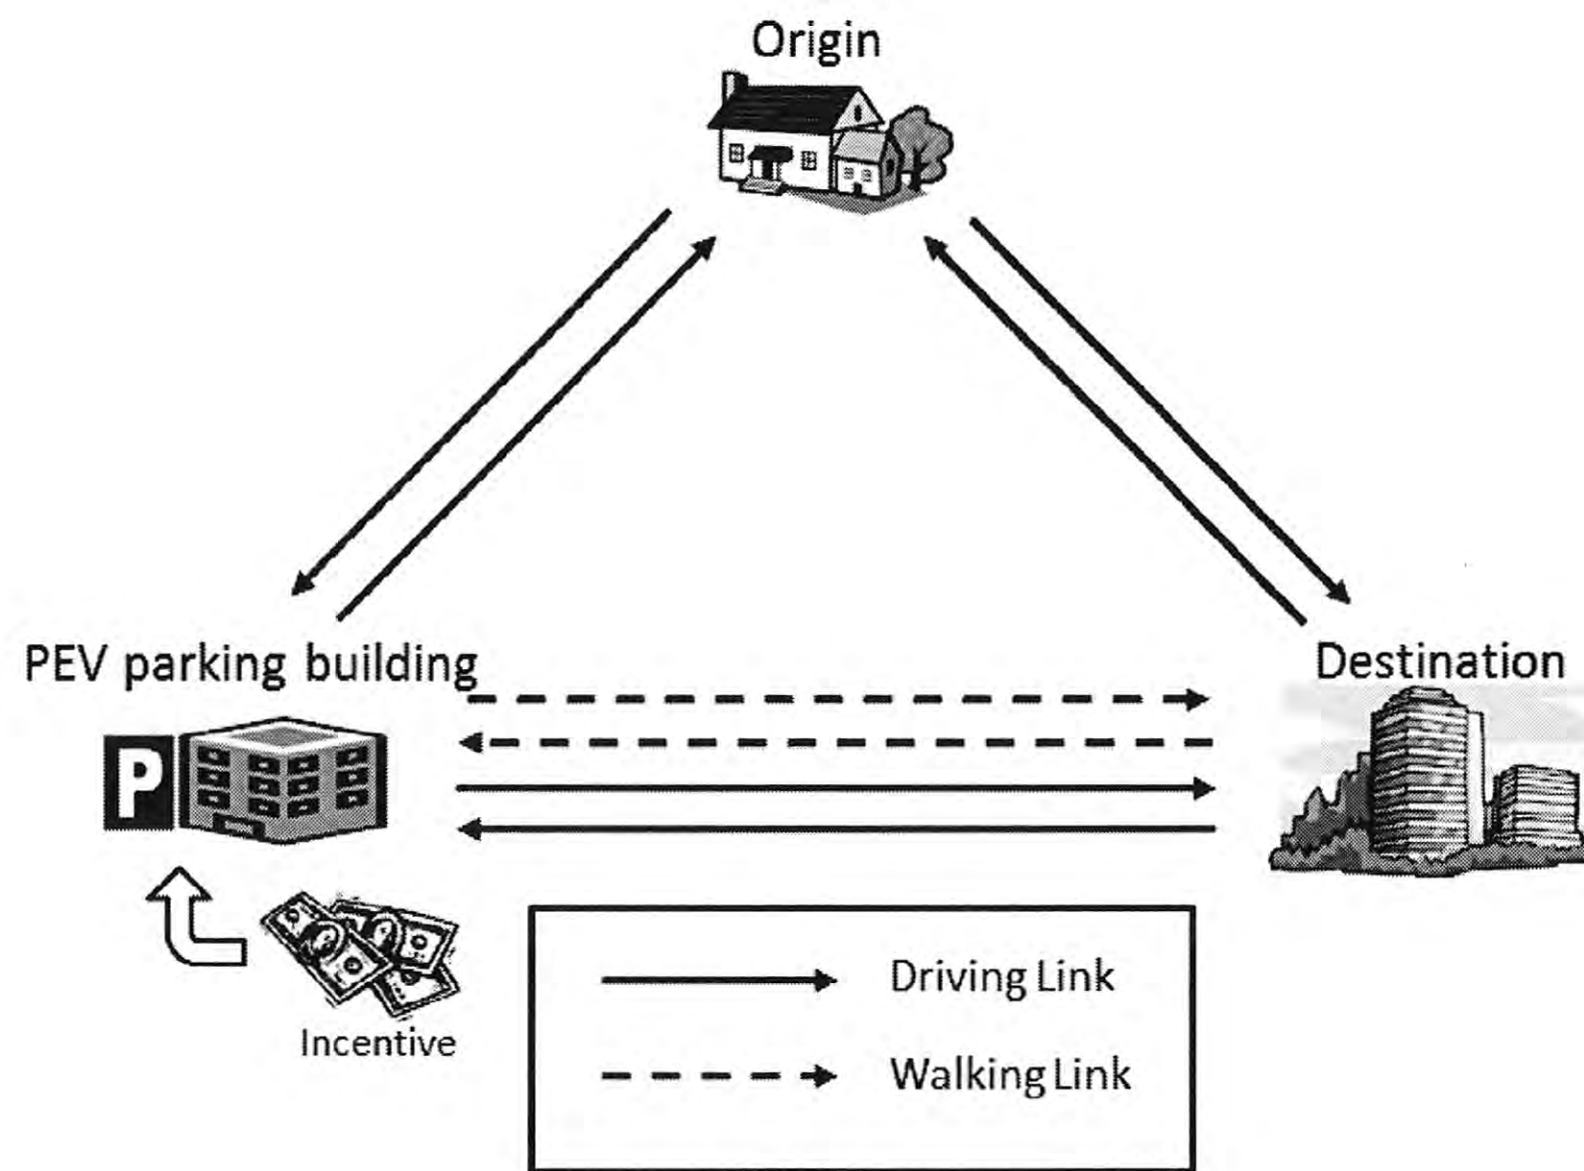 Origin
PEV parking building
Destination
P
Incentive
Driving Link
Walking Link